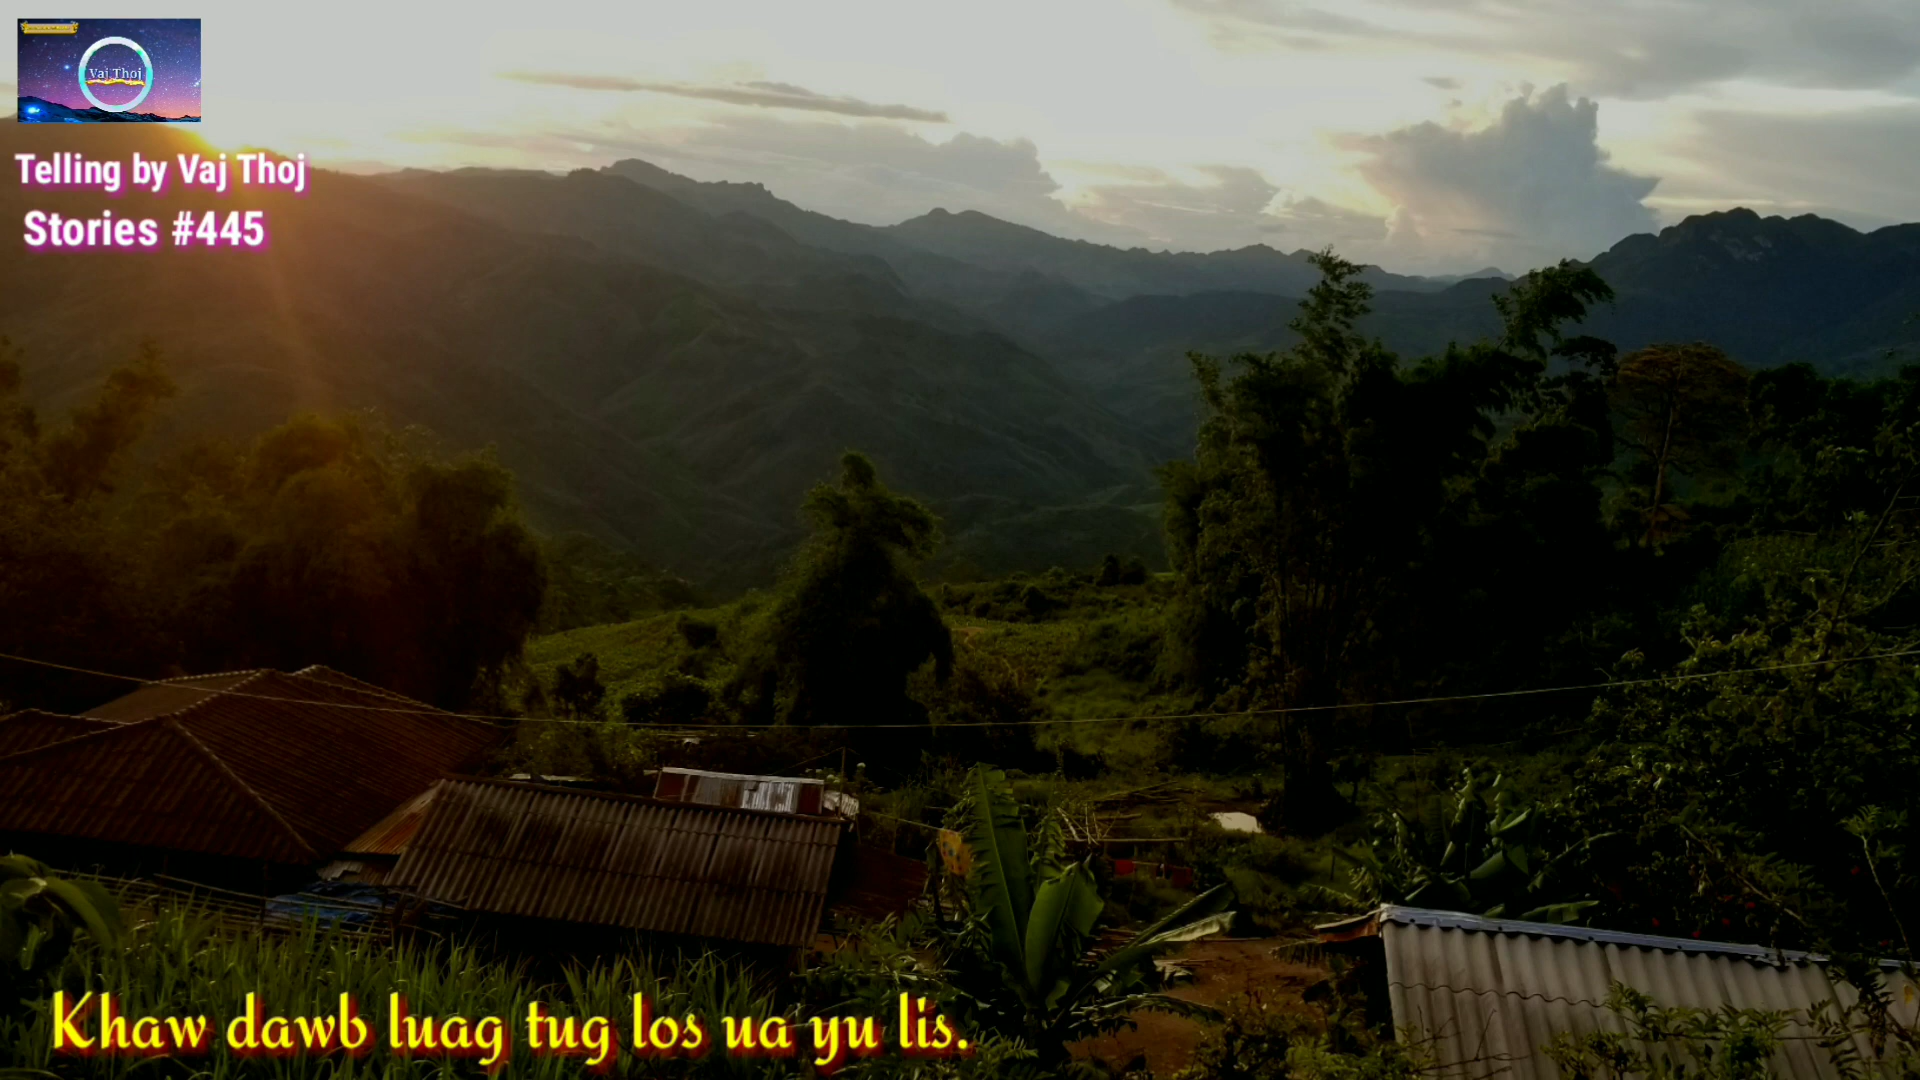 Vaj Thoj
Telling by Vaj Thoj
Stories #445
Khaw dawb luag tug los ua yu lis.